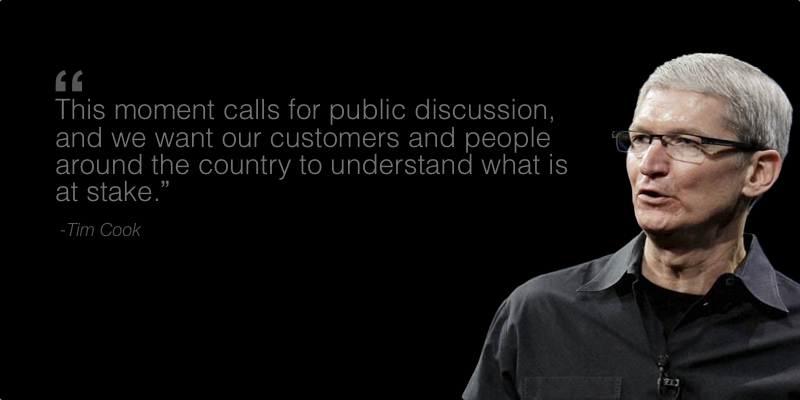 “
This moment calls for public discussion,
and we want our customers and people
around the country to understand what is
at stake.”
-Tim Cook